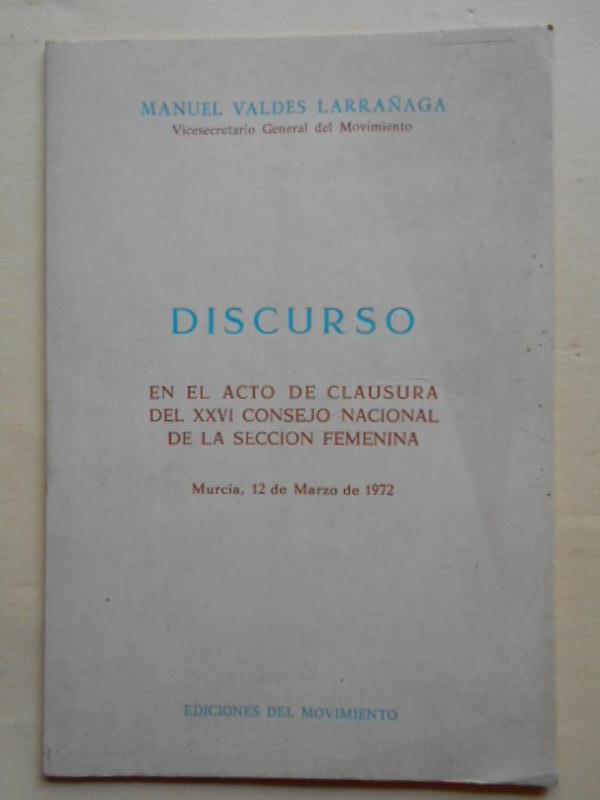 MANUEL VALDES LARRAÑAGA
Vicesecretario General del Movimiento
DISCURSO
EN EL ACTO DE CLAUSURA
DEL XXVI CONSEJO NACIONAL
DE LA SECCION FEMENINA
Murcia, 12 de Marzo de 1972
EDICIONES DEL MOVIMIENTO